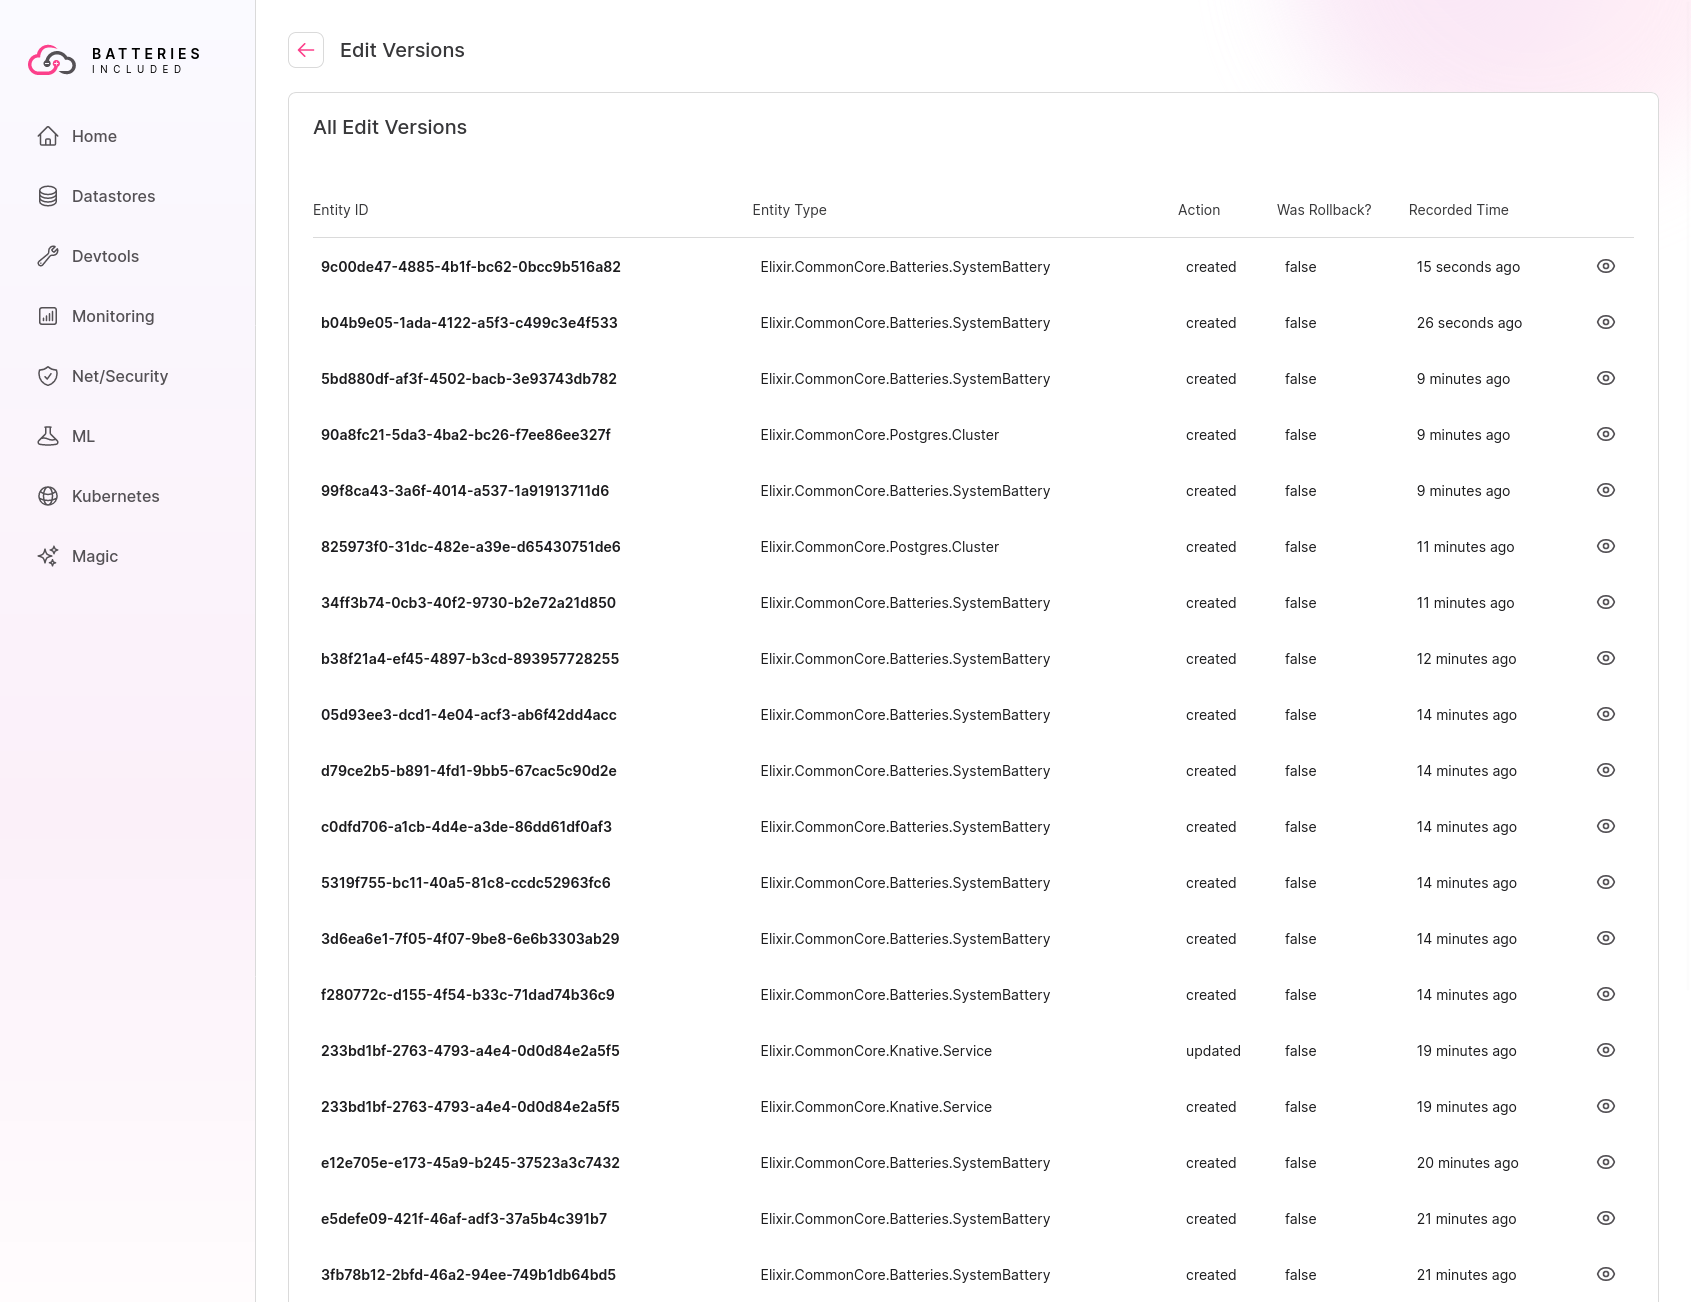 BATTERIES
INCLUDED
Home
Datastores
Devtools
Monitoring
Net/Security
ML
Kubernetes
Magic
Edit Versions
All Edit Versions
Entity ID Entity Type Action Was Rollback? Recorded Time
9c00de47-4885-4b1f-bc62-0bcc9b516a82 Elixir.CommonCore.Batteries.SystemBattery created false 15 seconds ago
b04b9e05-1ada-4122-a5f3-c499c3e4f533 Elixir.CommonCore.Batteries.SystemBattery created false 26 seconds ago
5bd880df-af3f-4502-bacb-3e93743db782 Elixir.CommonCore.Batteries.SystemBattery created false 9 minutes ago
90a8fc21-5da3-4ba2-bc26-f7ee86ee327f Elixir.CommonCore.Postgres.Cluster created false 9 minutes ago
99f8ca43-3a6f-4014-a537-1a91913711d6 Elixir.CommonCore.Batteries.SystemBattery created false 9 minutes ago
825973f0-31dc-482e-a39e-d65430751de6 Elixir.CommonCore.Postgres.Cluster created false 11 minutes ago
34ff3b74-0cb3-40f2-9730-b2e72a21d850 Elixir.CommonCore.Batteries.SystemBattery created false 11 minutes ago
b38f21a4-ef45-4897-b3cd-893957728255 Elixir.CommonCore.Batteries.SystemBattery created false 12 minutes ago
05d93ee3-dcd1-4e04-acf3-ab6f42dd4acc Elixir.CommonCore.Batteries.SystemBattery created false 14 minutes ago
d79ce2b5-b891-4fd1-9bb5-67cac5c90d2e Elixir.CommonCore.Batteries.SystemBattery created false 14 minutes ago
c0dfd706-a1cb-4d4e-a3de-86dd61df0af3 Elixir.CommonCore.Batteries.SystemBattery created false 14 minutes ago
5319f755-bc11-40a5-81c8-ccdc52963fc6 Elixir.CommonCore.Batteries.SystemBattery created false 14 minutes ago
3d6ea6e1-7f05-4f07-9be8-6e6b3303ab29 Elixir.CommonCore.Batteries.SystemBattery created false 14 minutes ago
f280772c-d155-4f54-b33c-71dad74b36c9 Elixir.CommonCore.Batteries.SystemBattery created false 14 minutes ago
233bd1bf-2763-4793-a4e4-0d0d84e2a5f5 Elixir.CommonCore.Knative.Service updated false 19 minutes ago
233bd1bf-2763-4793-a4e4-0d0d84e2a5f5 Elixir.CommonCore.Knative.Service created false 19 minutes ago
e12e705e-e173-45a9-b245-37523a3c7432 Elixir.CommonCore.Batteries.SystemBattery created false 20 minutes ago
e5defe09-421f-46af-adf3-37a5b4c391b7 Elixir.CommonCore.Batteries.SystemBattery created false 21 minutes ago
3fb78b12-2bfd-46a2-94ee-749b1db64bd5 Elixir.CommonCore.Batteries.SystemBattery created false 21 minutes ago